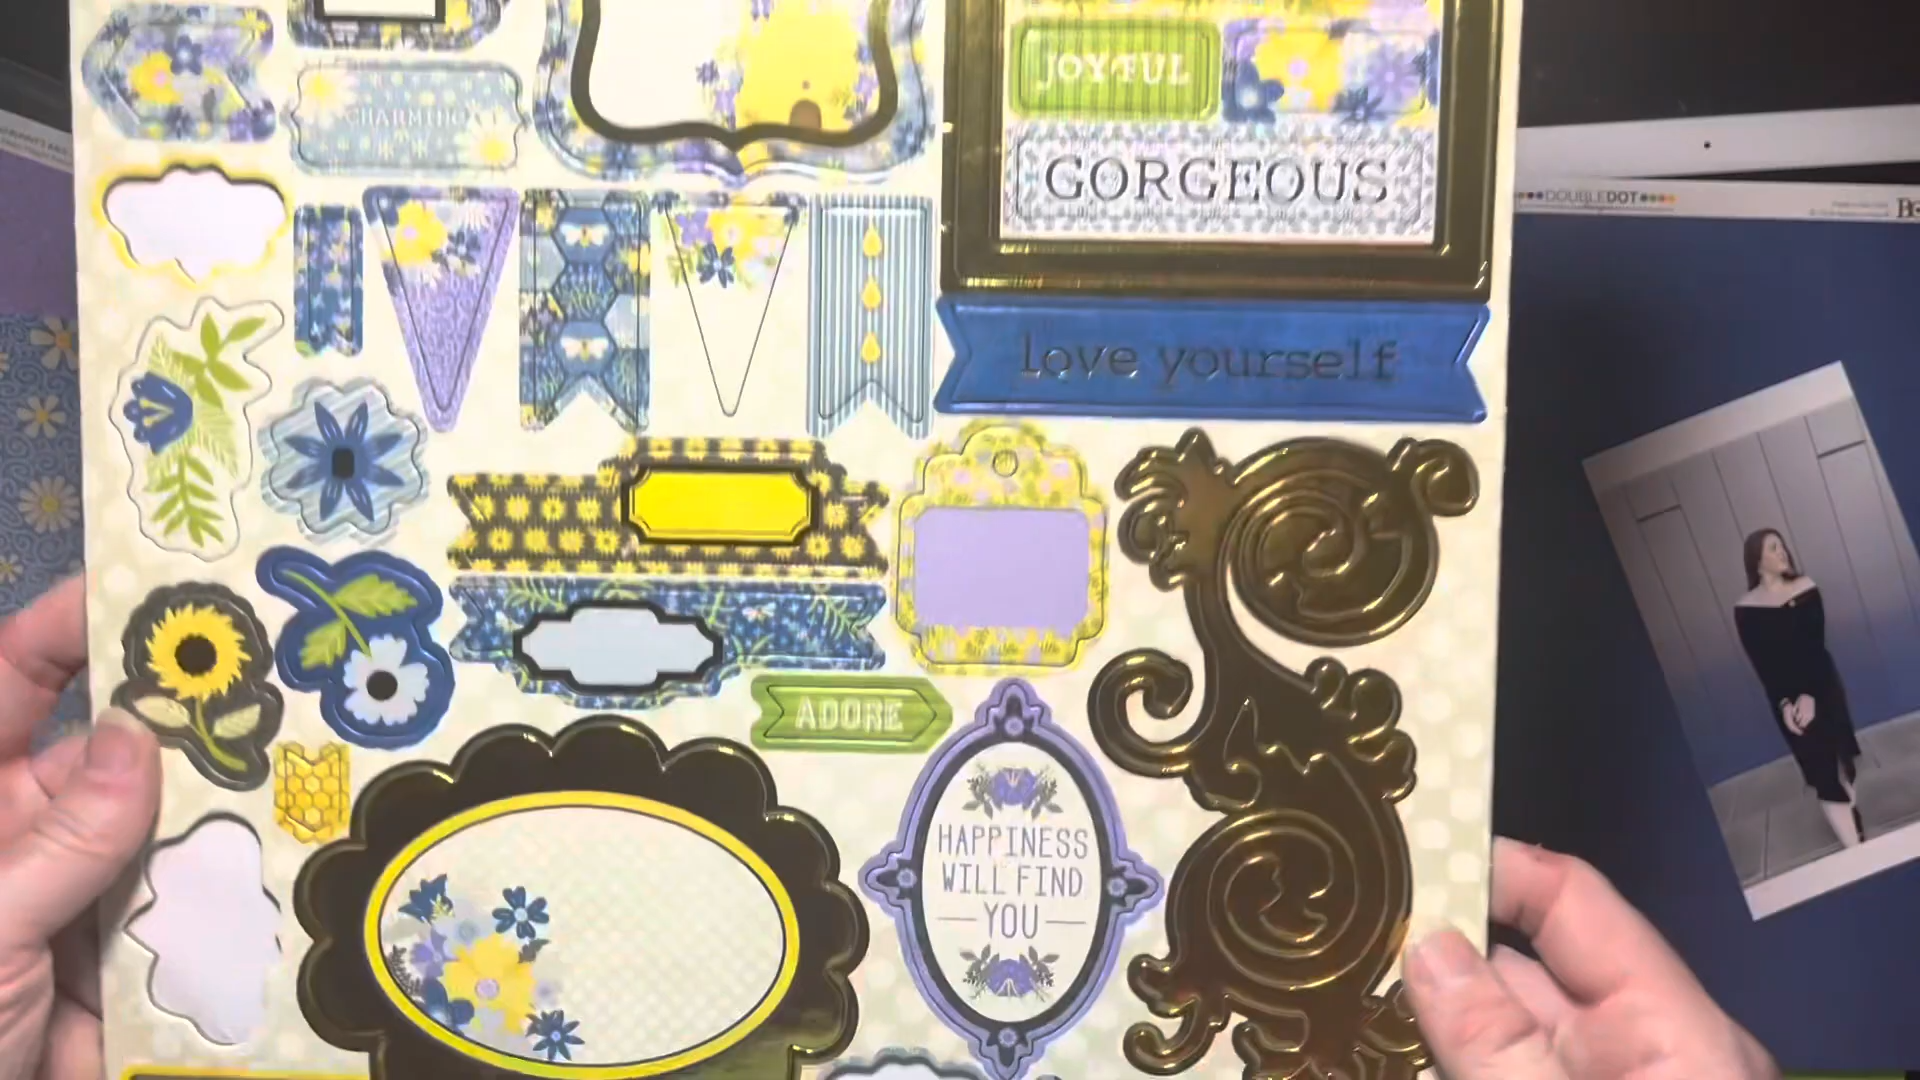 JOYFUL
CHARMING
GORGEOUS
DOUBLEDOT
love yourself
ADORE
HAPPINESS
WILL FIND
YOU